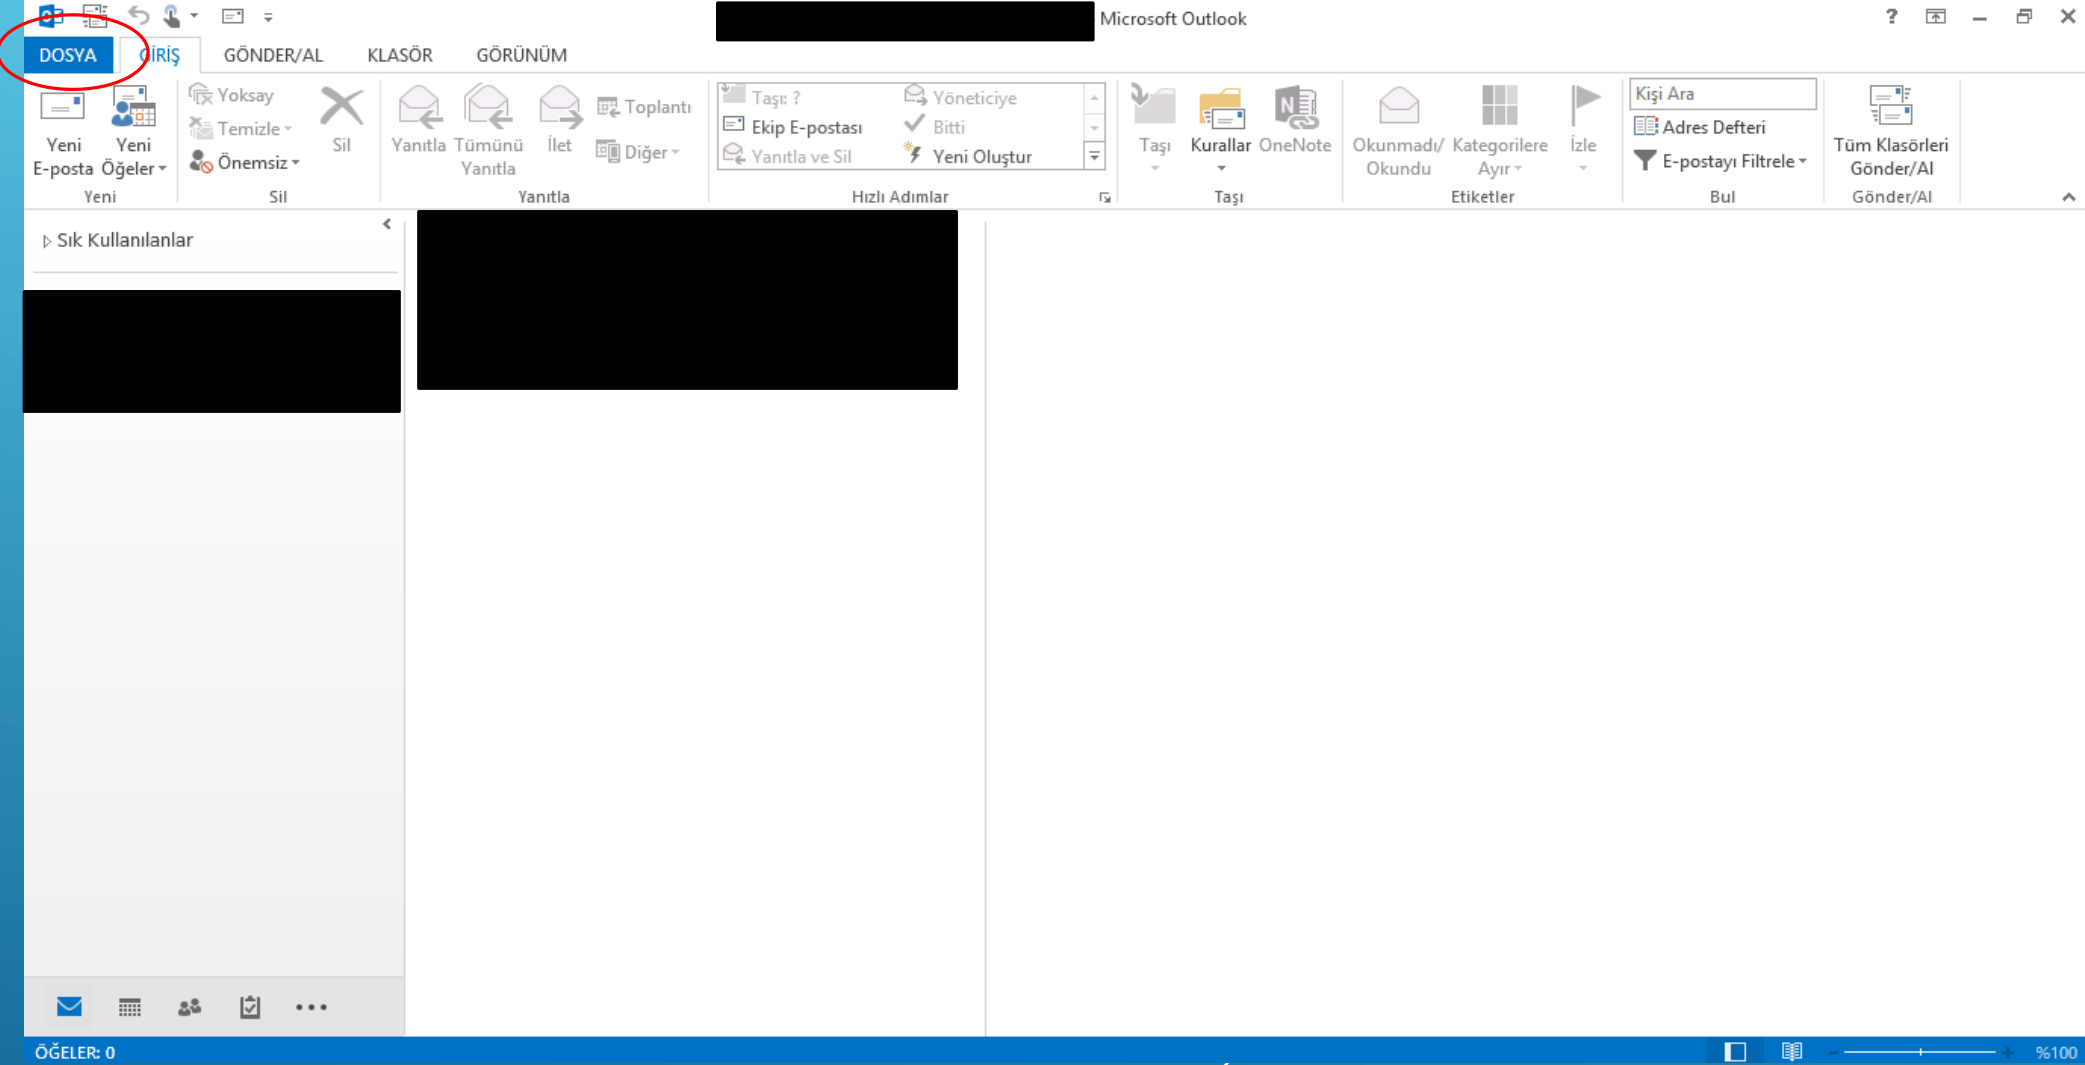 Microsoft Outlook
?
DOSYA GİRİŞ GÖNDER/AL KLASÖR GÖRÜNÜM
Yeni E-posta
Yeni Öğeler
Yoksay
Temizle
Önemsiz
Sil
Yanıtla
Tümünü Yanıtla
İlet
Toplantı
Diğer
Taşı: ?
Ekip E-postası
Yanıtla ve Sil
Yöneticiye
Bitti
Yeni Oluştur
Taşı
Kurallar
OneNote
Okunmadı/ Okundu
Kategorilere Ayır
İzle
Kişi Ara
Adres Defteri
E-postayı Filtrele
Tüm Klasörleri Gönder/Al
Yeni Sil Yanıtla Hızlı Adımlar Taşı Etiketler Bul Gönder/Al
Sık Kullanılanlar
ÖĞELER: 0
%100